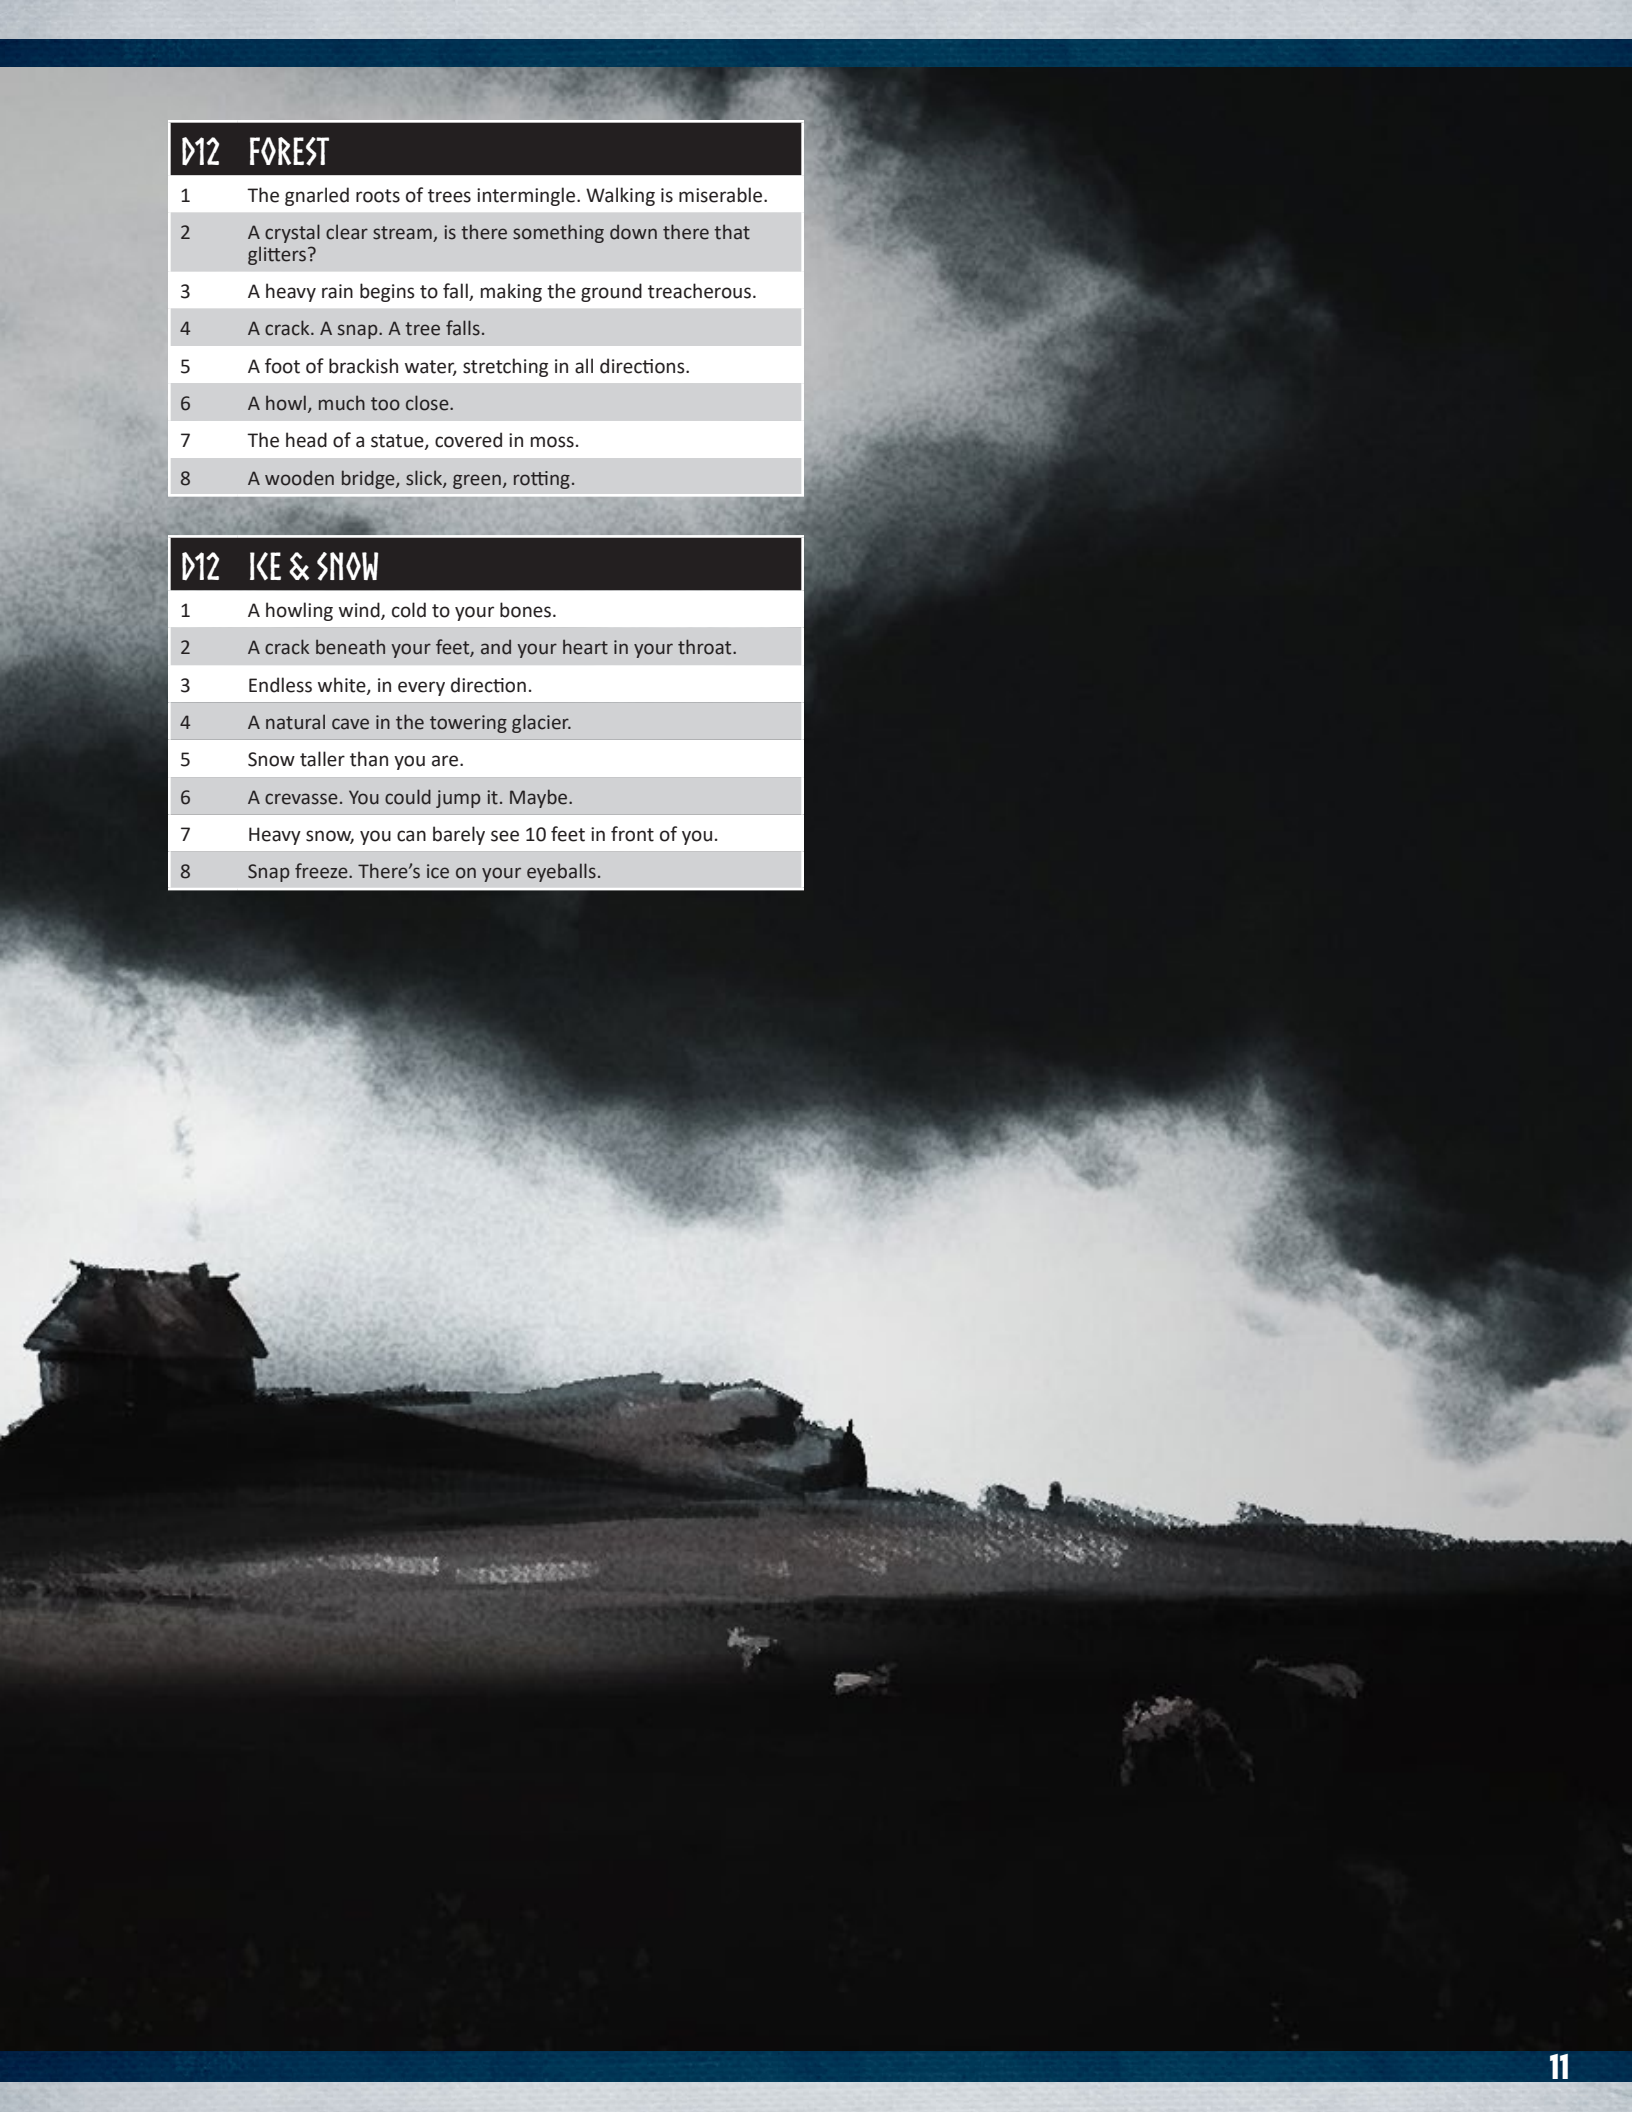 D12 FOREST
1 The gnarled roots of trees intermingle. Walking is miserable.
2 A crystal clear stream, is there something down there that
glitters?
3 A heavy rain begins to fall, making the ground treacherous.
4 A crack. A snap. A tree falls.
5 A foot of brackish water, stretching in all directions.
6 A howl, much too close.
7 The head of a statue, covered in moss.
8 A wooden bridge, slick, green, rotting.
D12 ICE & SNOW
1 A howling wind, cold to your bones.
2 A crack beneath your feet, and your heart in your throat.
3 Endless white, in every direction.
4 A natural cave in the towering glacier.
5 Snow taller than you are.
6 A crevasse. You could jump it. Maybe.
7 Heavy snow, you can barely see 10 feet in front of you.
8 Snap freeze. There’s ice on your eyeballs.
11